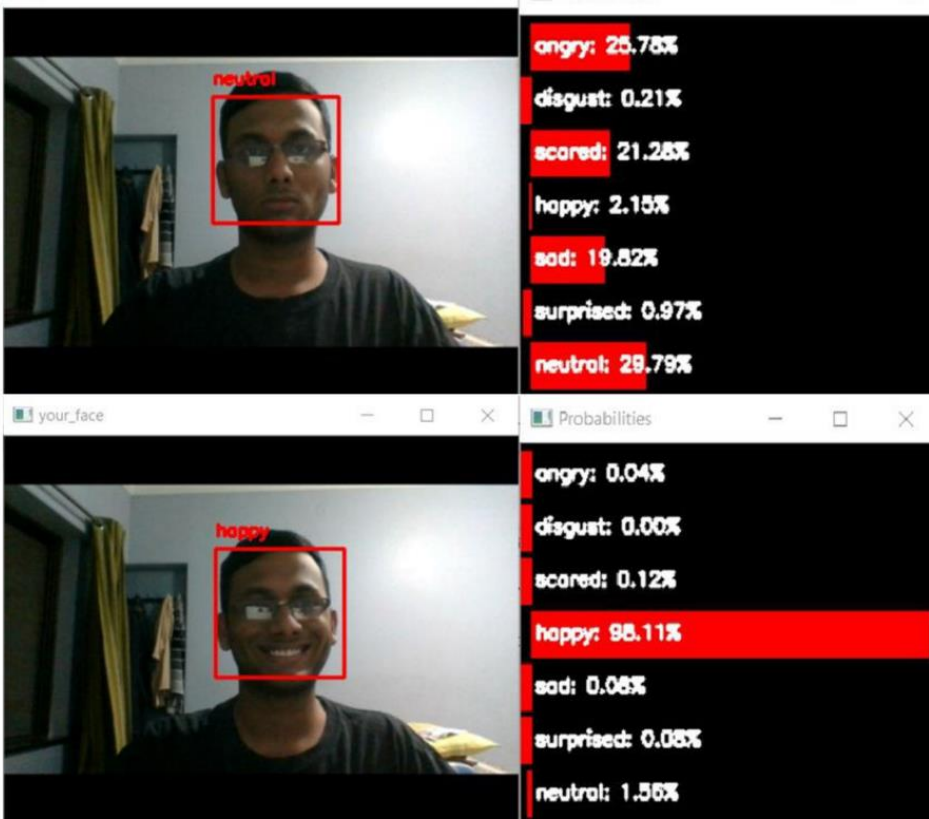 neutral
angry: 25.78%
disgust: 0.21%
scared: 21.28%
happy: 2.15%
sad: 19.82%
surprised: 0.97%
neutral: 29.79%
your_face
Probabilities
happy
angry: 0.04%
disgust: 0.00%
scared: 0.12%
happy: 98.11%
sad: 0.08%
surprised: 0.08%
neutral: 1.56%